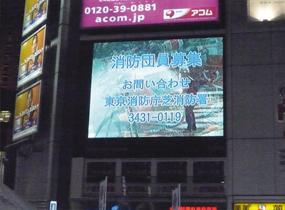 0120-39-0881
acom.jp
アコム
消防団員募集
お問い合わせ
東京消防庁芝消防署
3431-0119